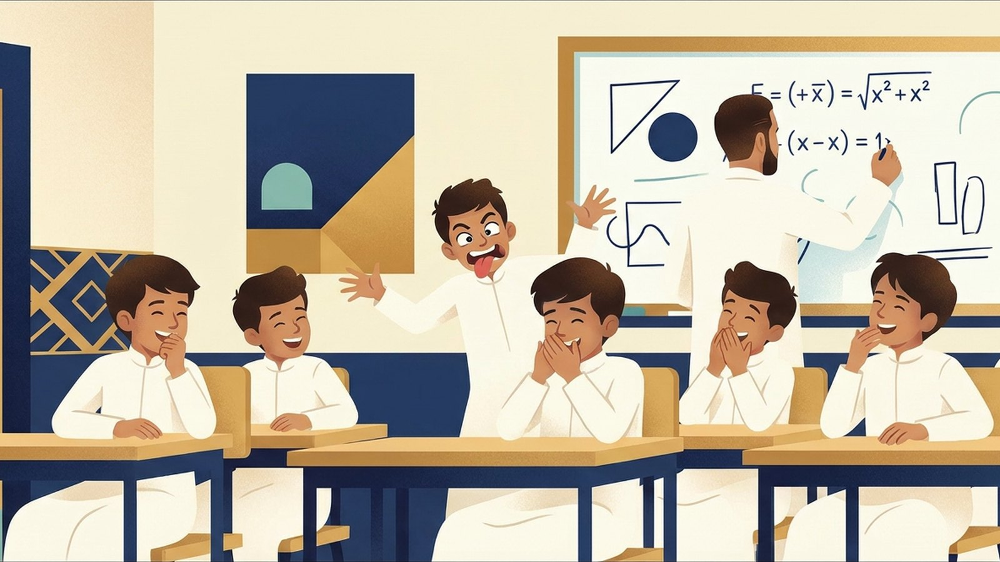 E = (+x̄) = √x²+x²
(x-x) = 1